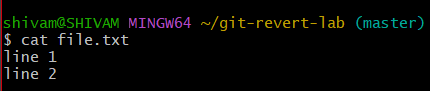 shivam@SHIVAM MINGW64 ~/git-revert-lab (master)
$ cat file.txt
line 1
line 2